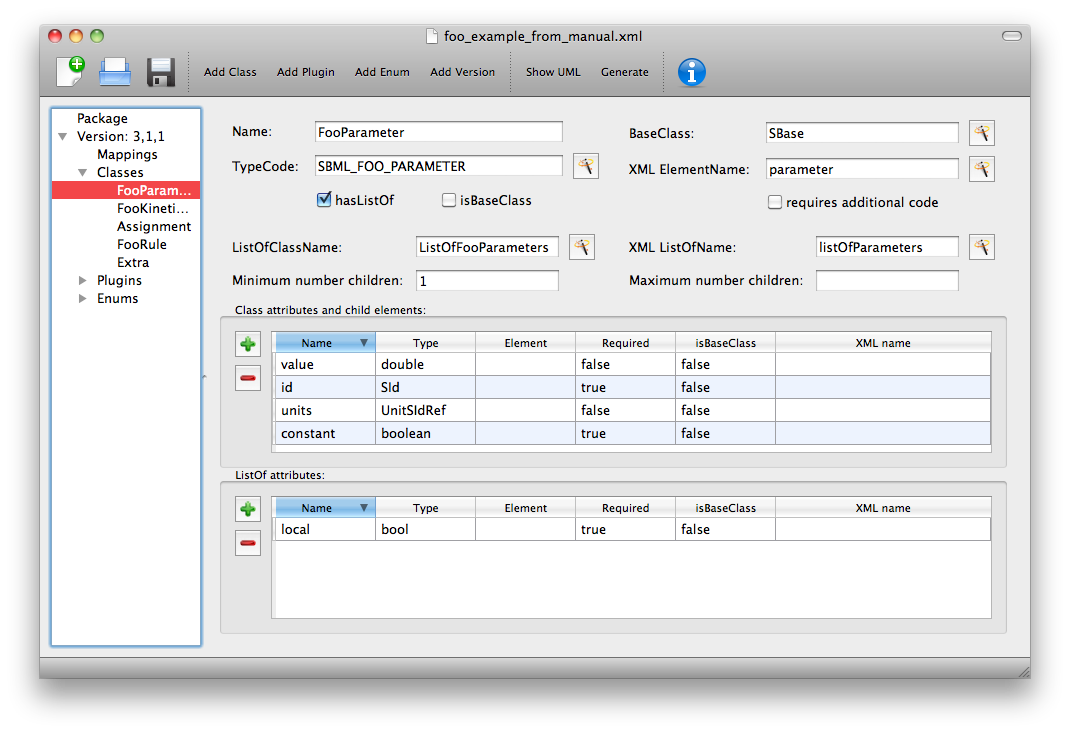 foo_example_from_manual.xml
Add Class Add Plugin Add Enum Add Version Show UML Generate
Package
Version: 3,1,1
Mappings
Classes
FooParam...
FooKineti...
Assignment
FooRule
Extra
Plugins
Enums
Name: FooParameter BaseClass: SBase
TypeCode: SBML_FOO_PARAMETER XML ElementName: parameter
hasListOf isBaseClass requires additional code
ListOfClassName: ListOfFooParameters XML ListOfName: listOfParameters
Minimum number children: 1 Maximum number children:
Class attributes and child elements:
Name Type Element Required isBaseClass XML name
value double false false
id SId true false
units UnitSIdRef false false
constant boolean true false
ListOf attributes:
Name Type Element Required isBaseClass XML name
local bool true false